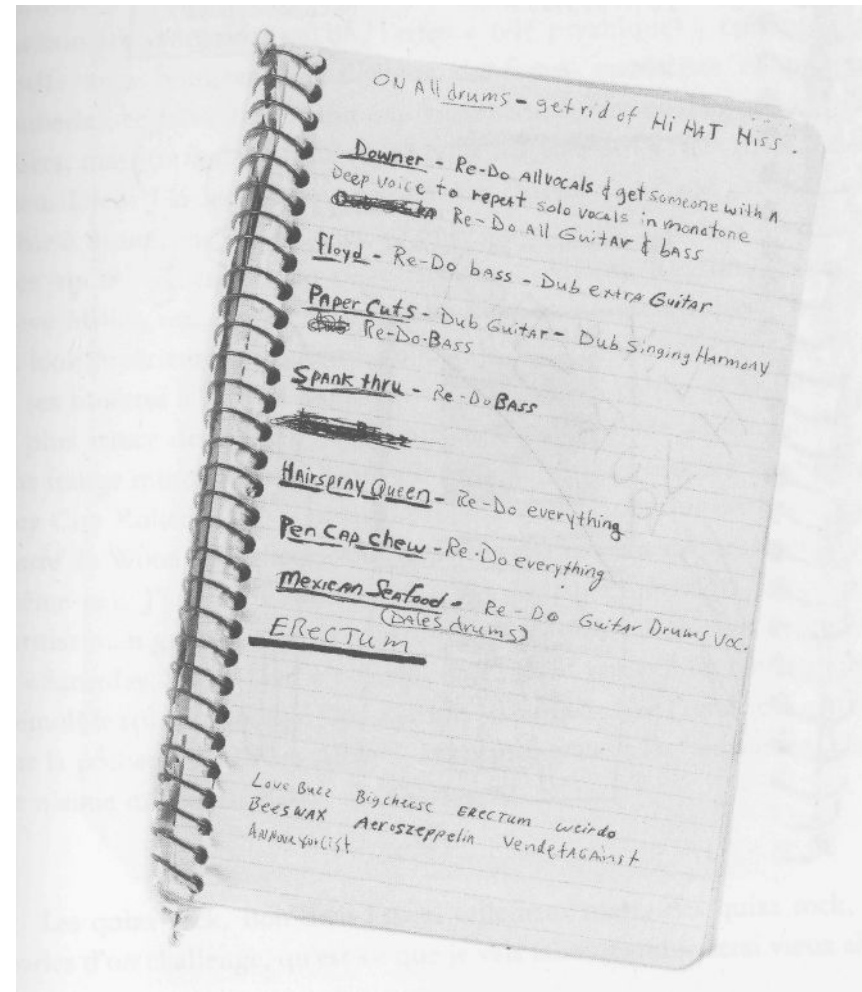 ON All drums - get rid of Hi HAT Hiss.
Downer - Re-Do All vocals & get someone with A
Deep voice to repeat solo vocals in monotone
Re-Do All Guitar & bass
floyd - Re-Do bass - Dub extra Guitar
Paper Cuts - Dub Guitar - Dub Singing Harmony
Re-Do-BASS
Spank thru - Re-Do BASS
Hairspray Queen - Re-Do everything
Pen Cap chew - Re-Do everything
Mexican Seafood - Re-Do Guitar Drums voc.
(DAles drums)
ERECTUM
Love Buzz Big cheese ERECTUM weirdo
Beeswax Aeroszeppelin VendetAGAinst